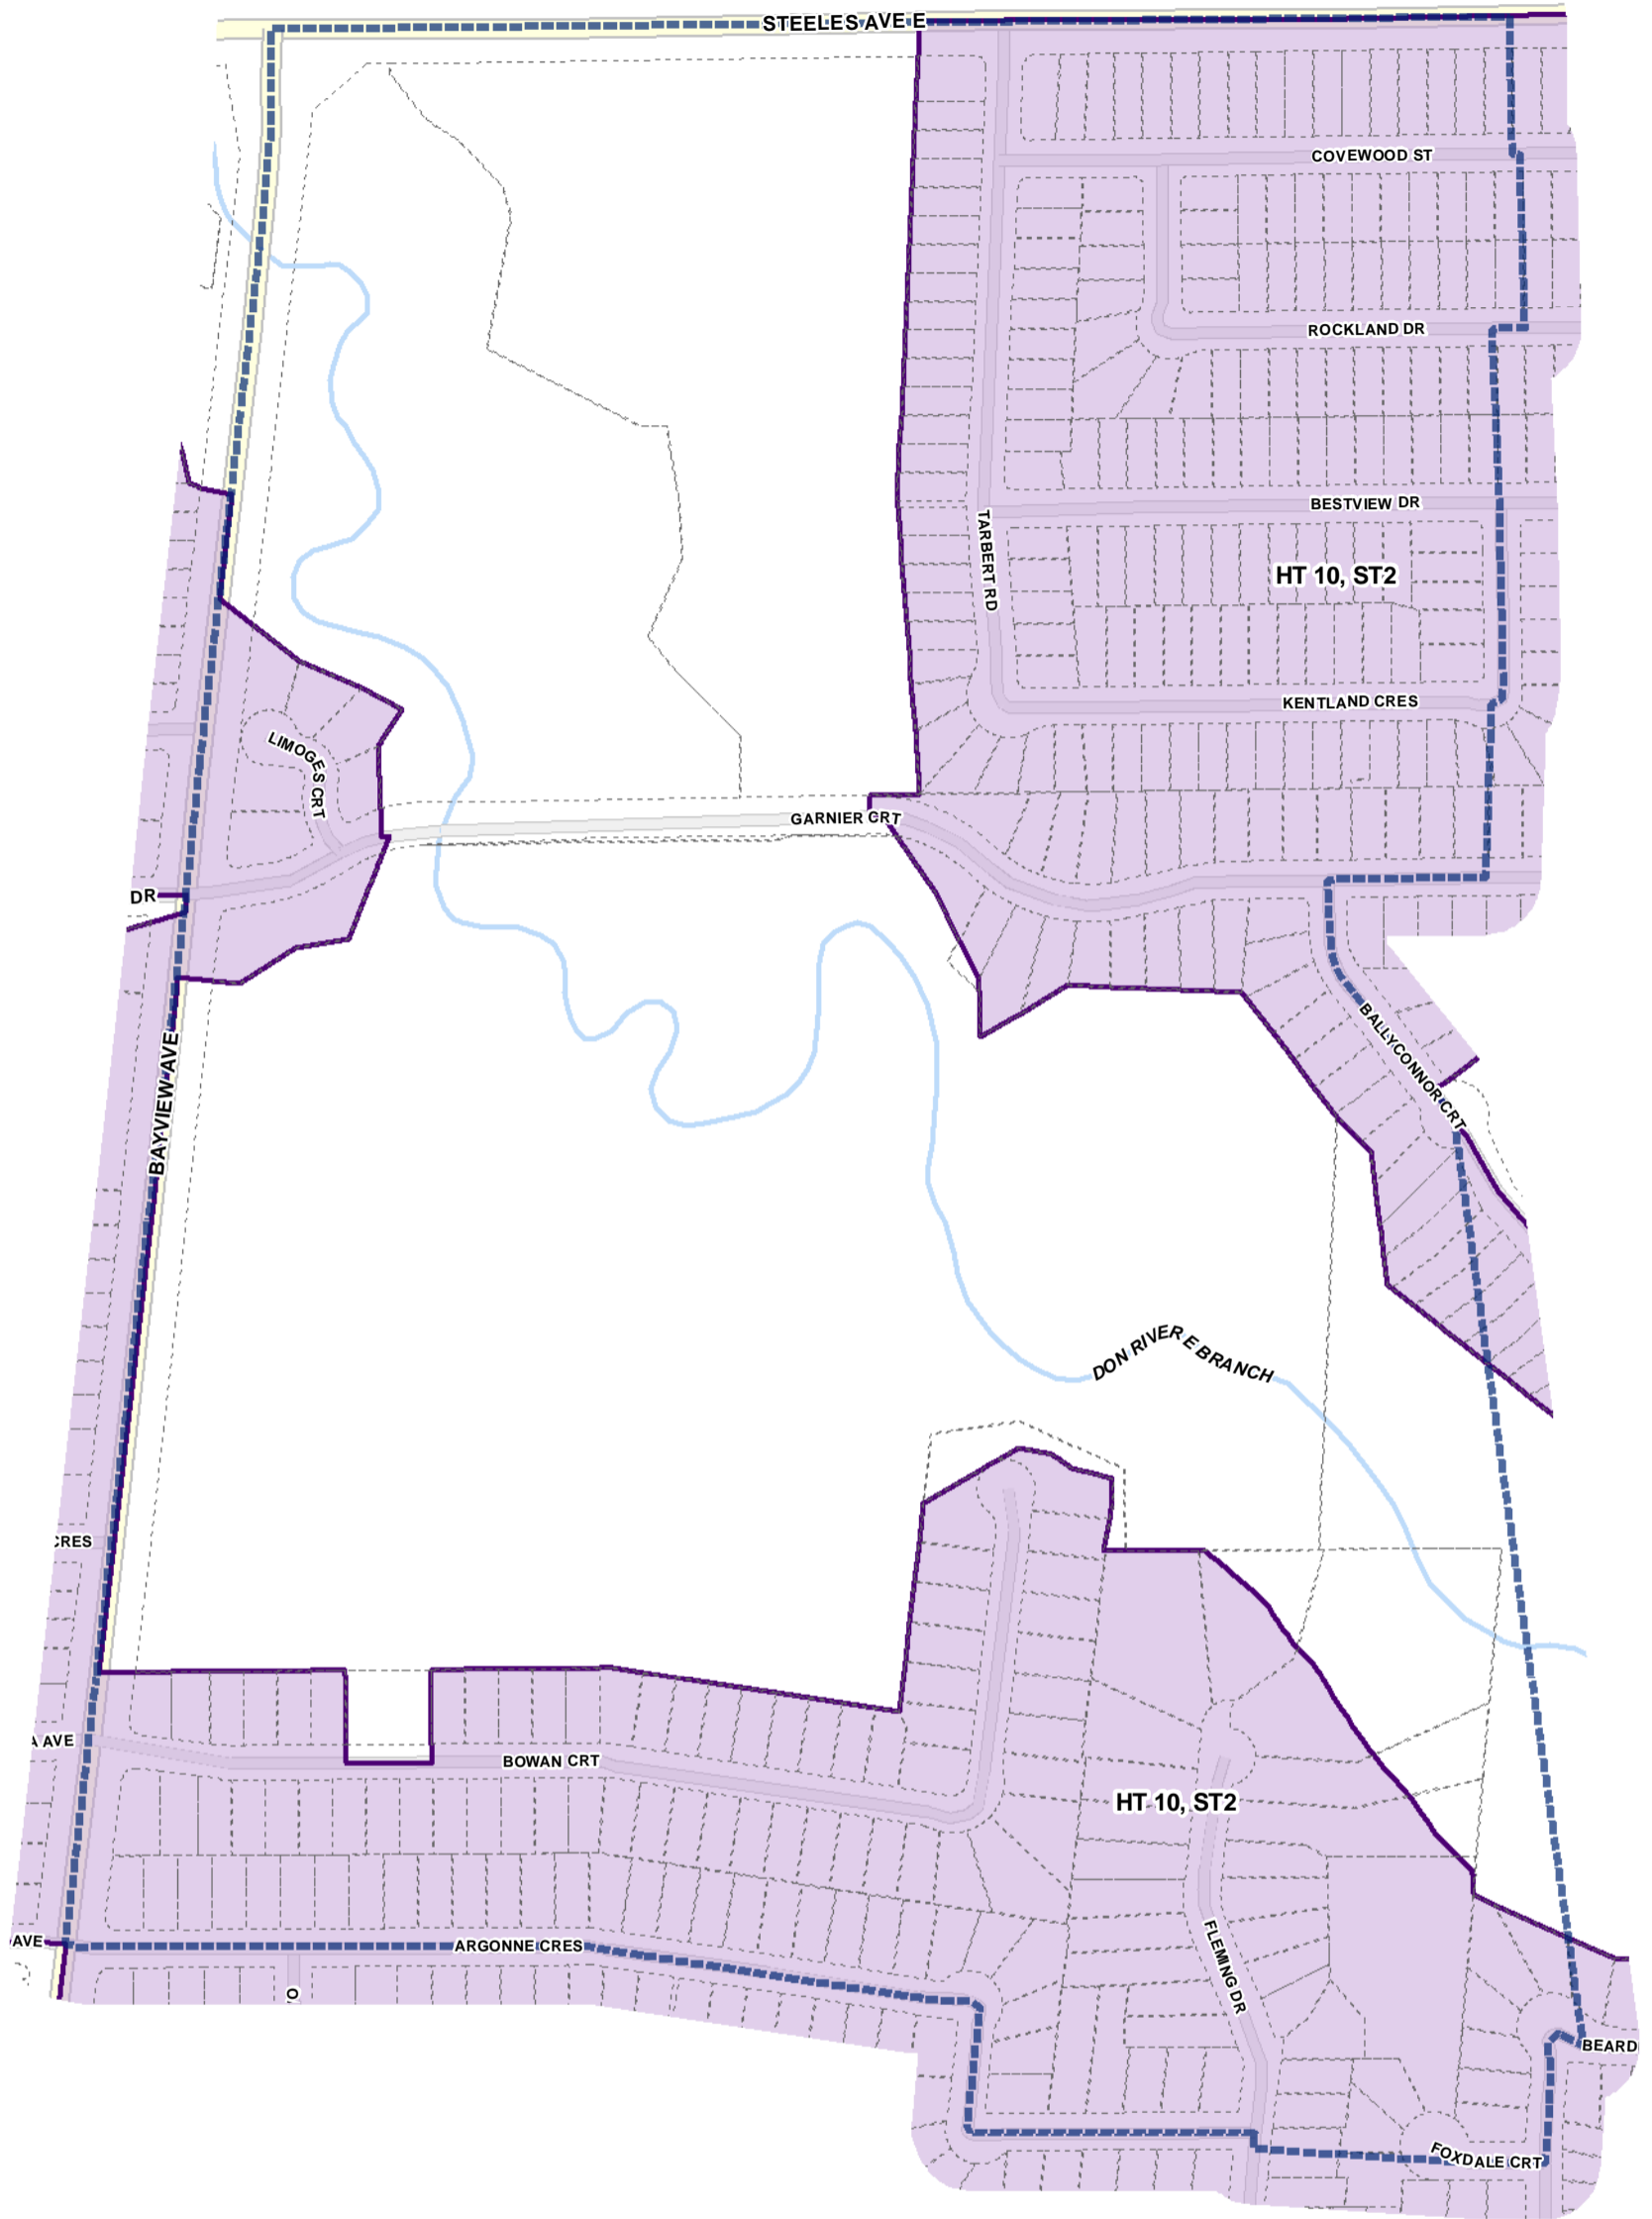 STEELES AVE E
COVEWOOD ST
ROCKLAND DR
BESTVIEW DR
TARBERT RD
HT 10, ST2
KENTLAND CRES
LIMOGES CRT
GARNIER CRT
DR
BALLYCONNOR CRT
BAYVIEW AVE
DON RIVER E BRANCH
CRES
A AVE
BOWAN CRT
HT 10, ST2
AVE
ARGONNE CRES
FLEMING DR
BEARD
FOXDALE CRT